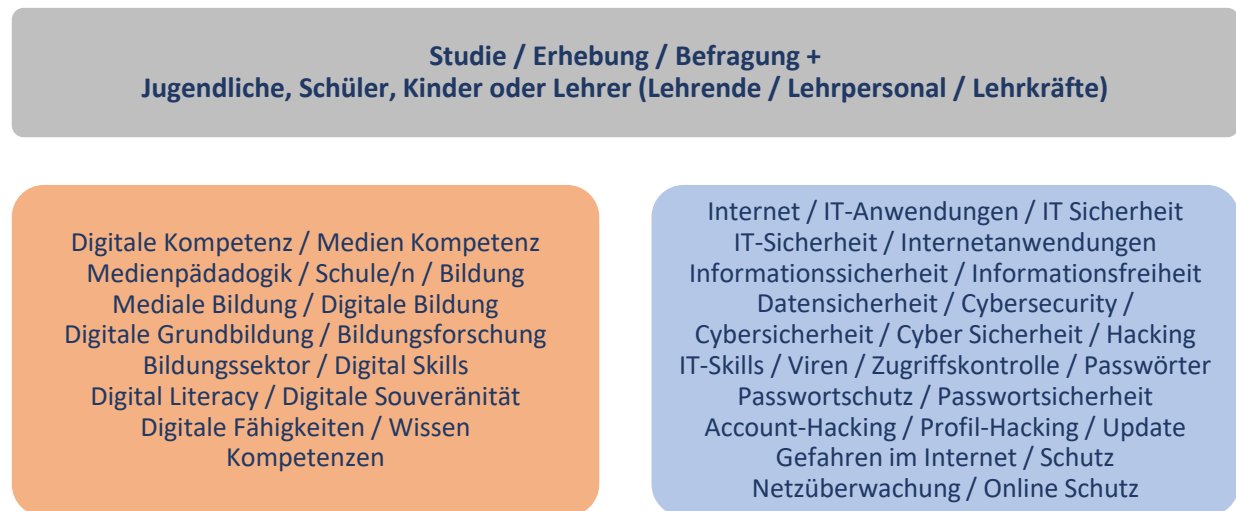 Studie / Erhebung / Befragung +
Jugendliche, Schüler, Kinder oder Lehrer (Lehrende / Lehrpersonal / Lehrkräfte)
Digitale Kompetenz / Medien Kompetenz
Medienpädagogik / Schule/n / Bildung
Mediale Bildung / Digitale Bildung
Digitale Grundbildung / Bildungsforschung
Bildungssektor / Digital Skills
Digital Literacy / Digitale Souveränität
Digitale Fähigkeiten / Wissen
Kompetenzen
Internet / IT-Anwendungen / IT Sicherheit
IT-Sicherheit / Internetanwendungen
Informationssicherheit / Informationsfreiheit
Datensicherheit / Cybersecurity /
Cybersicherheit / Cyber Sicherheit / Hacking
IT-Skills / Viren / Zugriffskontrolle / Passwörter
Passwortschutz / Passwortsicherheit
Account-Hacking / Profil-Hacking / Update
Gefahren im Internet / Schutz
Netzüberwachung / Online Schutz